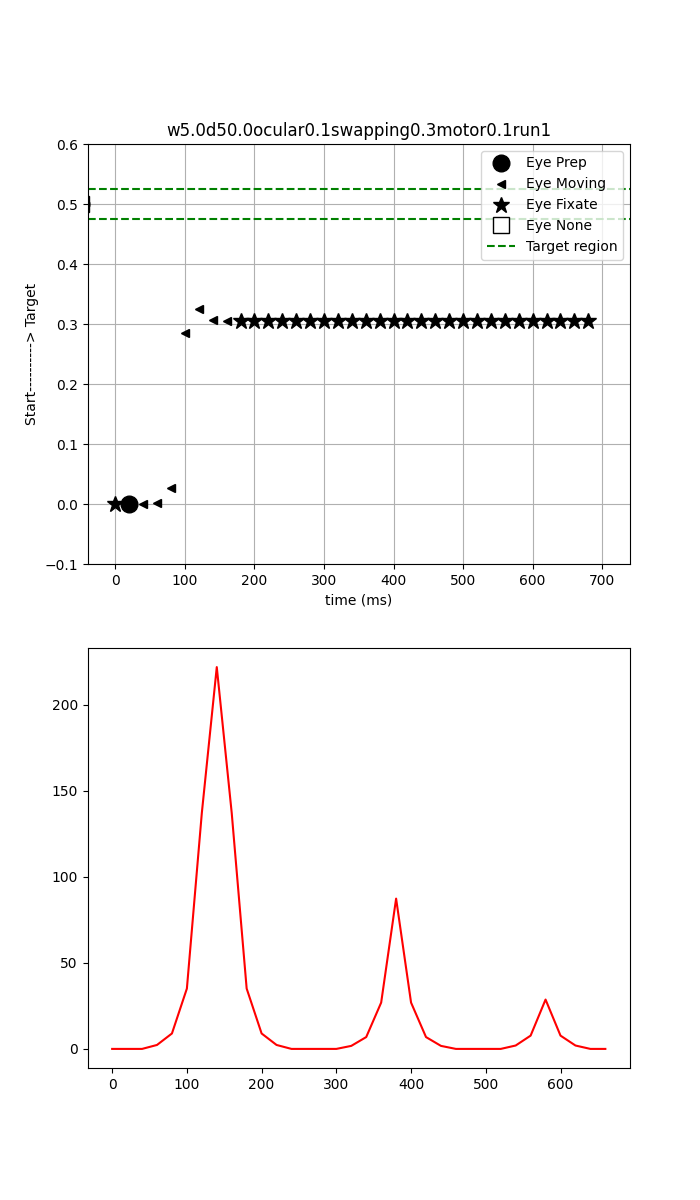 w5.0d50.0ocular0.1swapping0.3motor0.1run1
0.6
0.5
0.4
0.3
0.2
0.1
0.0
−0.1
Start----------> Target
Eye Prep
Eye Moving
Eye Fixate
Eye None
Target region
0 100 200 300 400 500 600 700
time (ms)
200
150
100
50
0
0 100 200 300 400 500 600